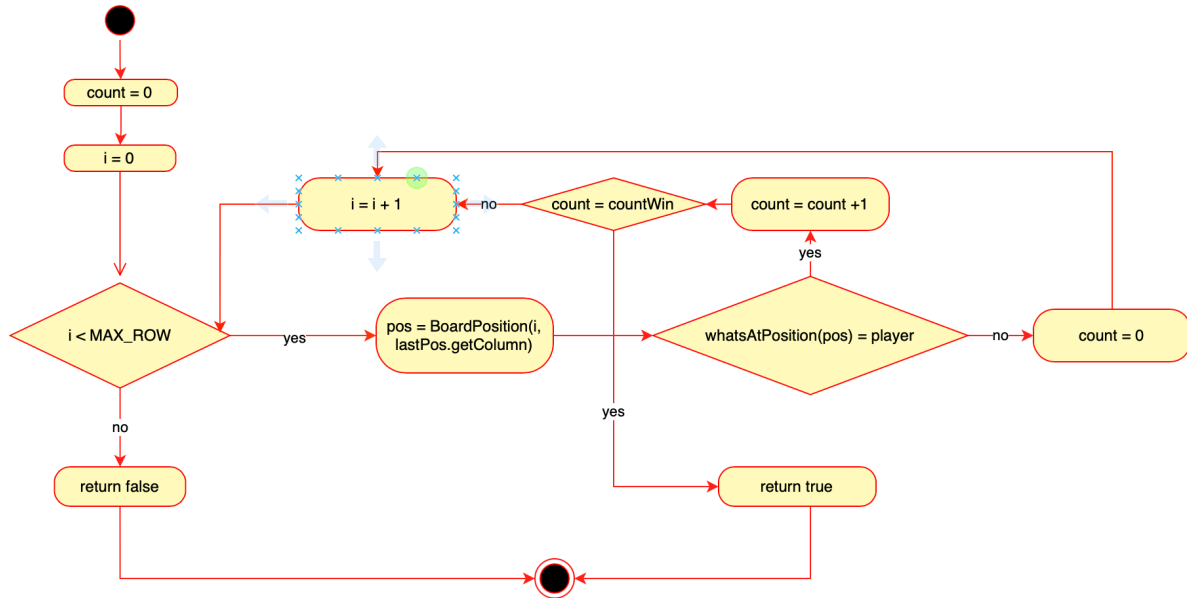 count = 0
i = 0
i = i + 1
no
count = countWin
count = count +1
yes
i < MAX_ROW
yes
pos = BoardPosition(i,
lastPos.getColumn)
whatsAtPosition(pos) = player
no
count = 0
no
yes
return false
return true